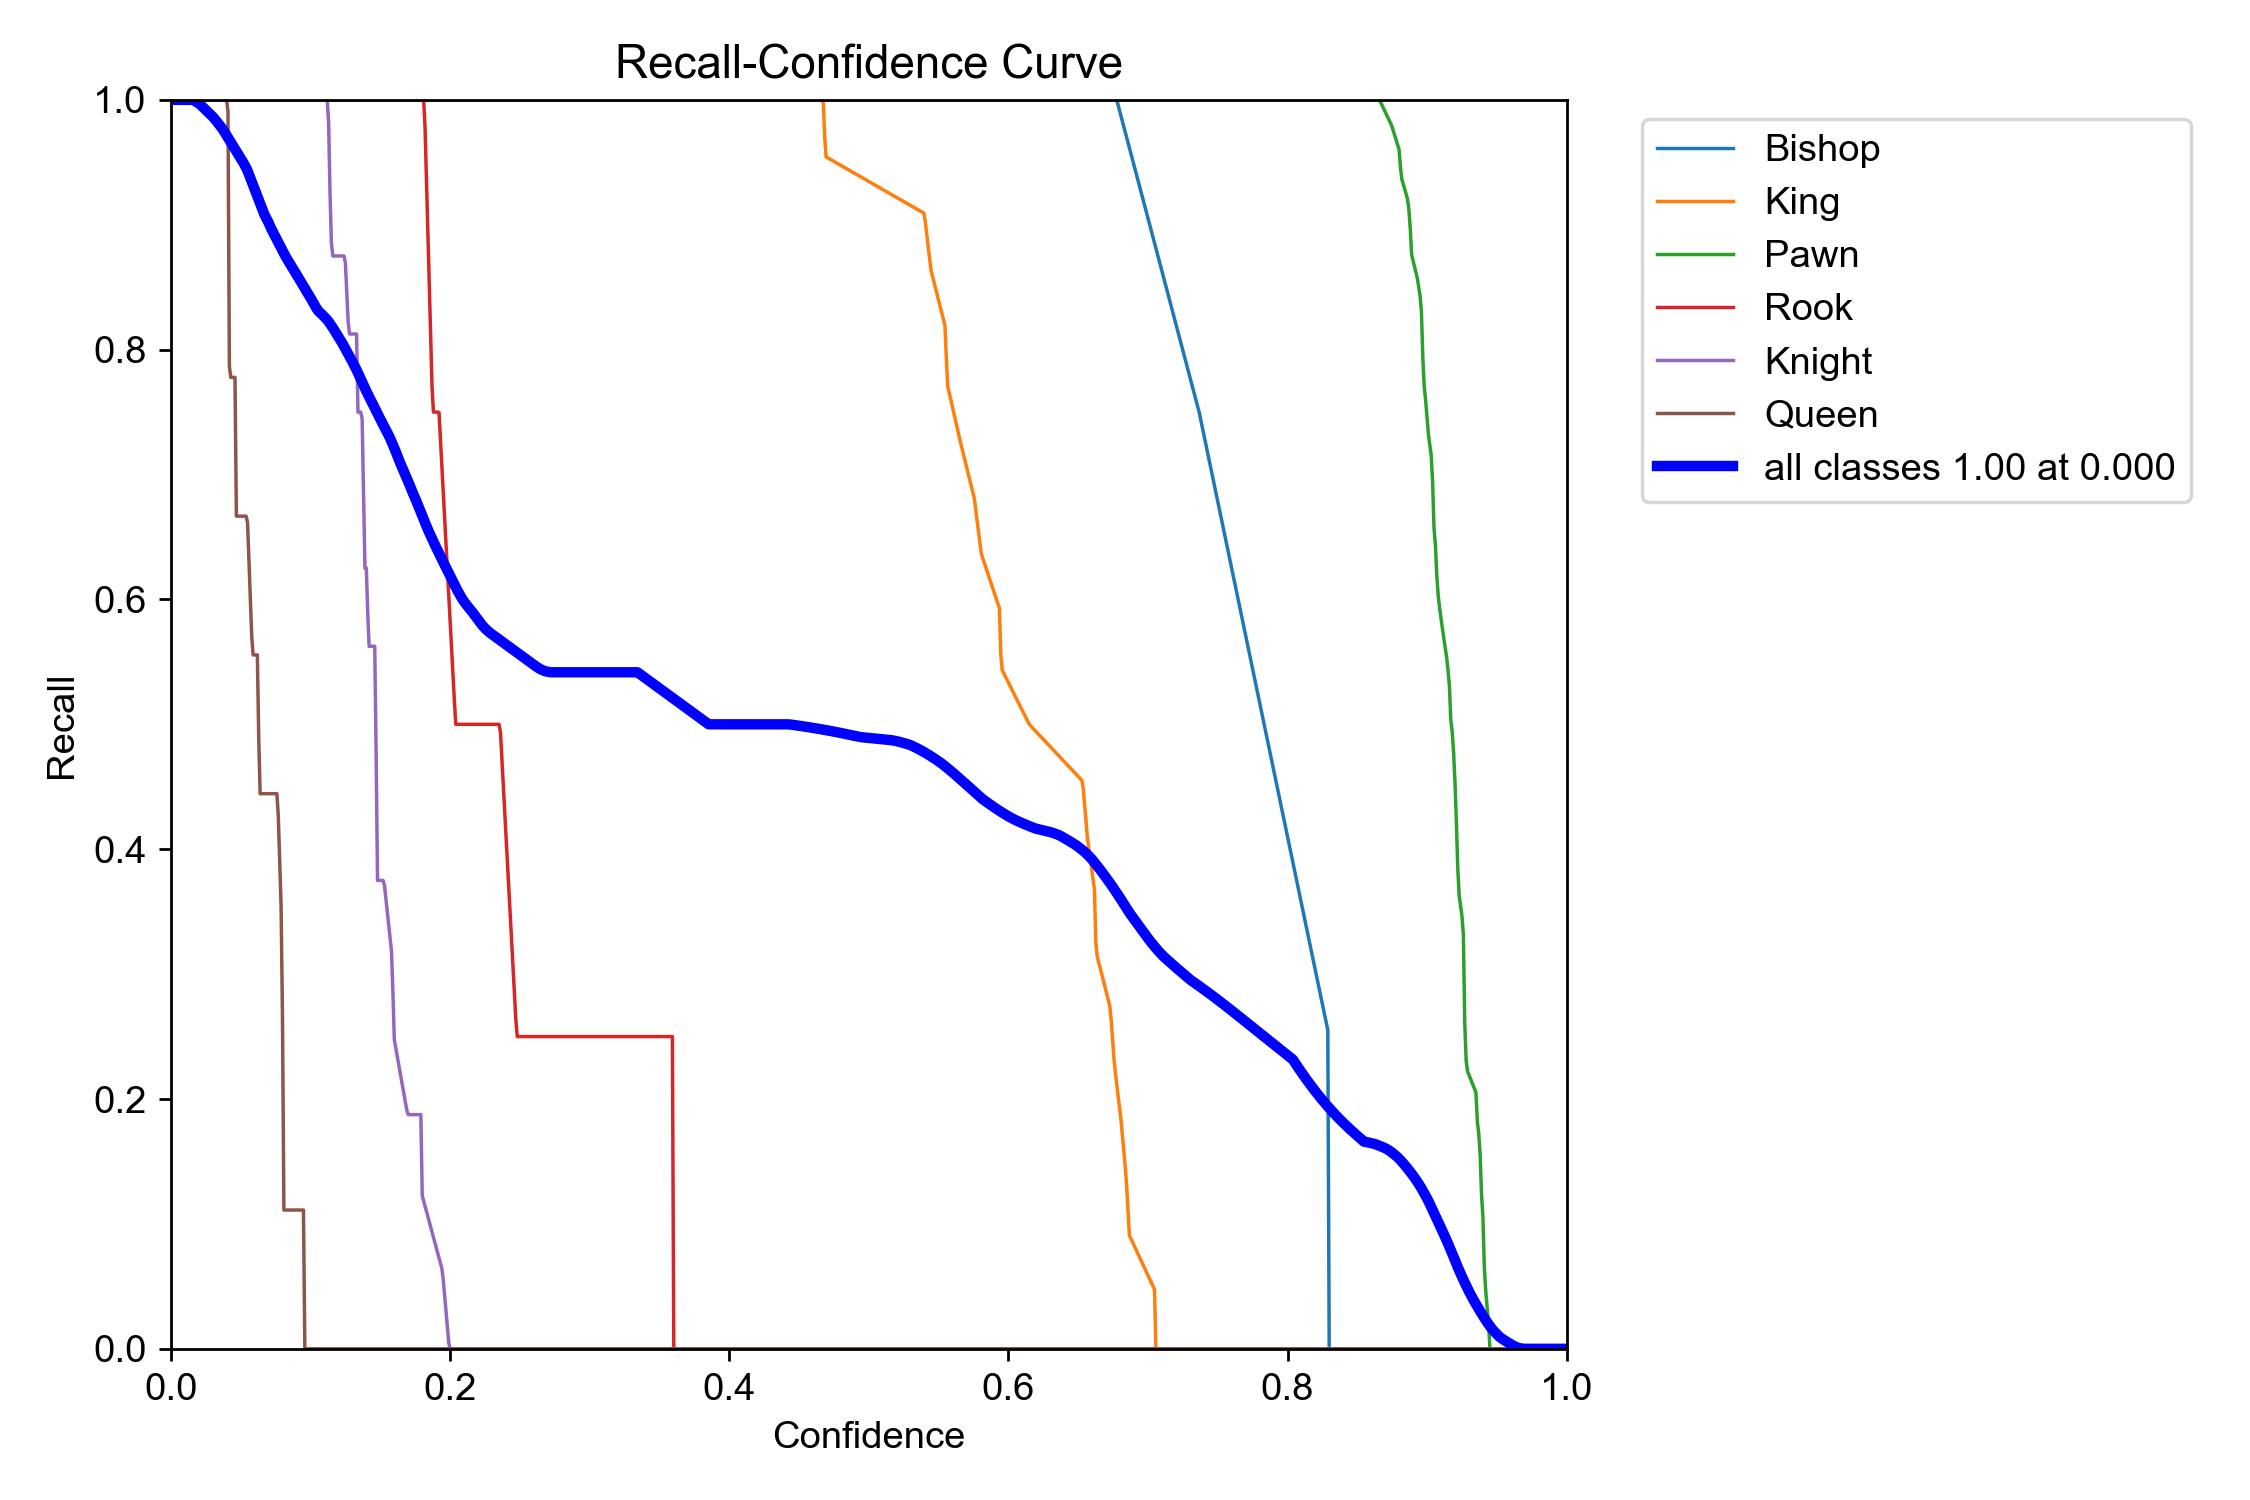 Recall-Confidence Curve
1.0
0.8
0.6
0.4
0.2
0.0
Recall
0.0 0.2 0.4 0.6 0.8 1.0
Confidence
Bishop
King
Pawn
Rook
Knight
Queen
all classes 1.00 at 0.000